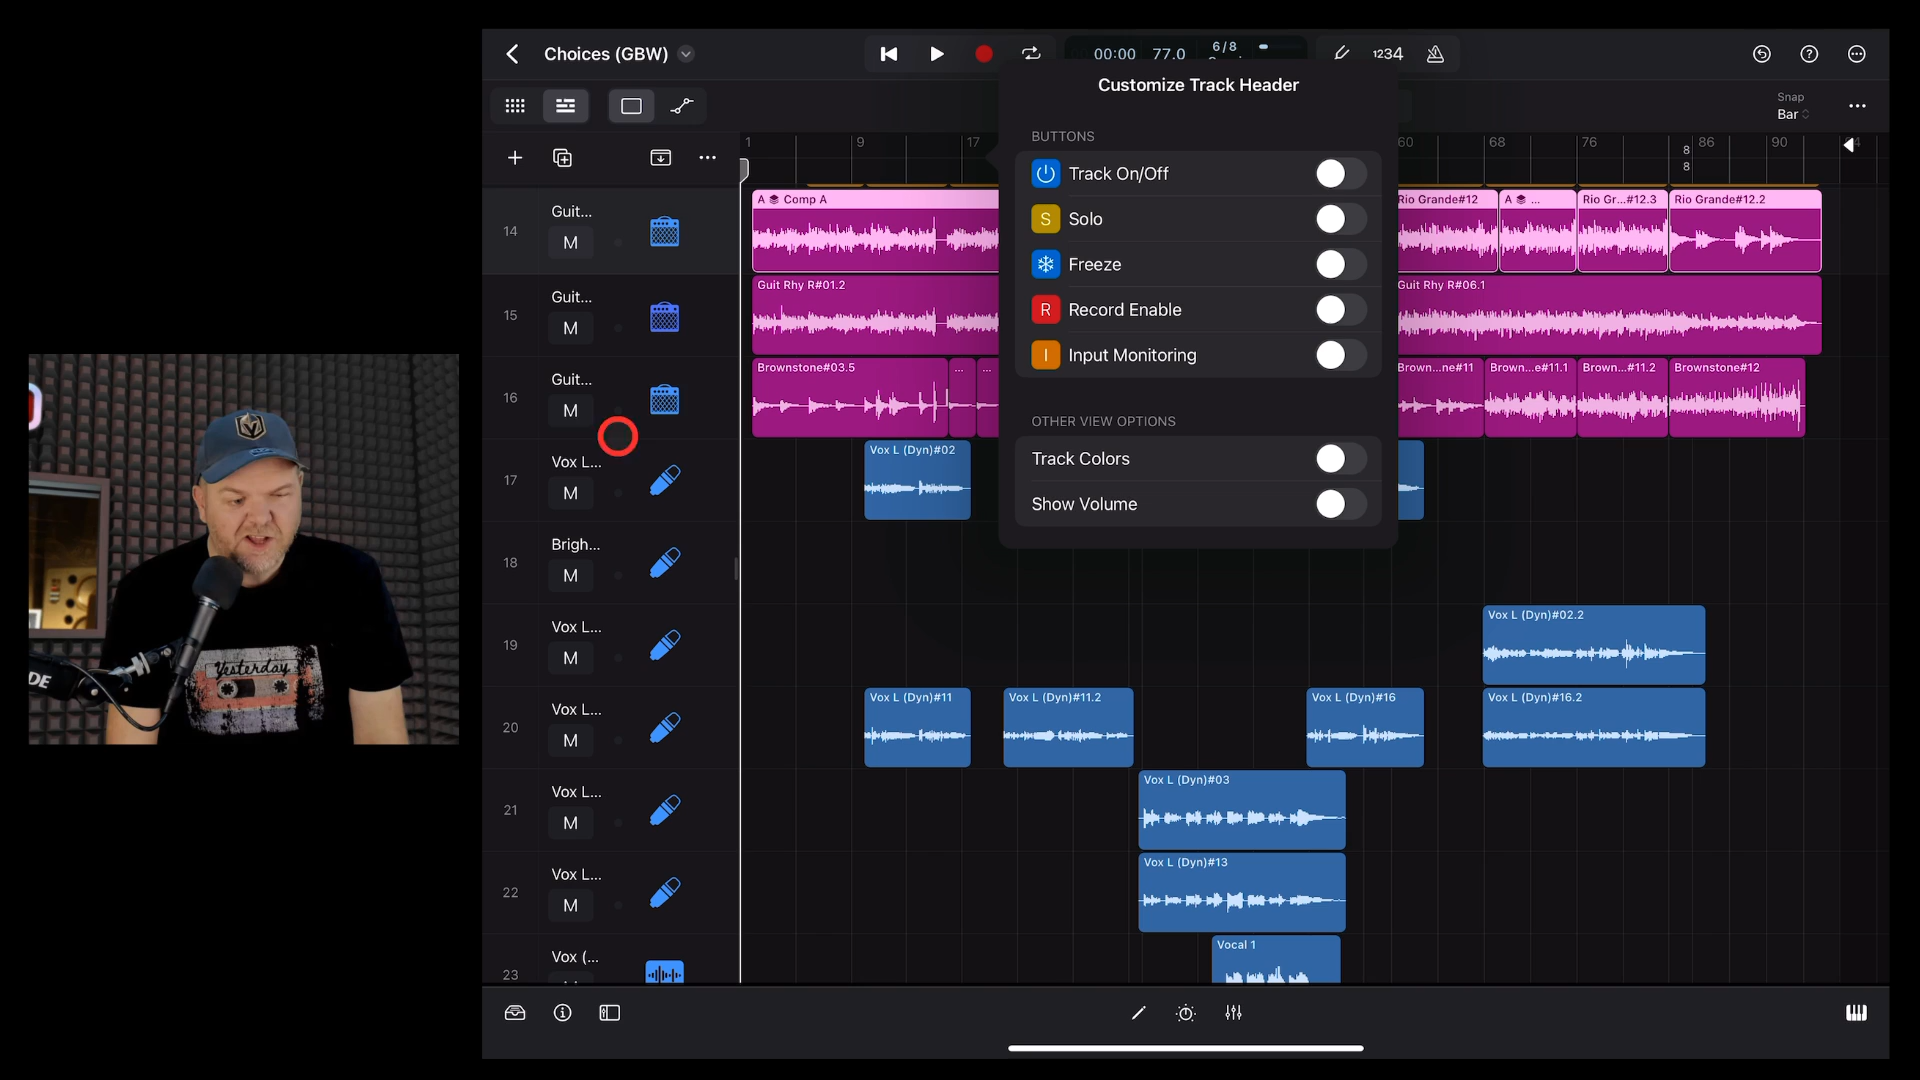 Choices (GBW)
00:00
77.0
6/8
1234
Customize Track Header
Snap
Bar
BUTTONS
1
9
17
60
68
76
8
8
86
90
Track On/Off
S
Solo
Freeze
R
Record Enable
I
Input Monitoring
OTHER VIEW OPTIONS
Track Colors
Show Volume
14
Guit...
M
A
Comp A
Rio Grande#12
A
...
Rio Gr...#12.3
Rio Grande#12.2
15
Guit...
M
Guit Rhy R#01.2
Guit Rhy R#06.1
16
Guit...
M
Brownstone#03.5
...
...
Brown...ne#11
Brown...e#11.1
Brown...#11.2
Brownstone#12
17
Vox L...
M
Vox L (Dyn)#02
18
Brigh...
M
19
Vox L...
M
Vox L (Dyn)#02.2
20
Vox L...
M
Vox L (Dyn)#11
Vox L (Dyn)#11.2
Vox L (Dyn)#16
Vox L (Dyn)#16.2
21
Vox L...
M
Vox L (Dyn)#03
22
Vox L...
M
Vox L (Dyn)#13
23
Vox (...
Vocal 1
Yesterday
DE
V